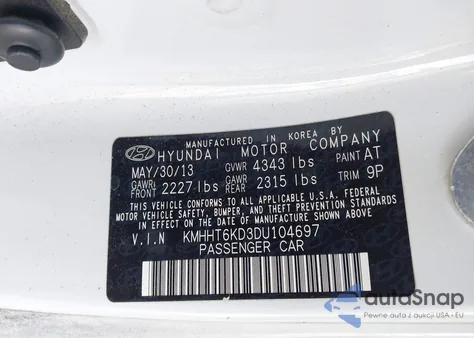 MANUFACTURED IN KOREA BY
HYUNDAI MOTOR COMPANY
MAY/30/13 GVWR 4343 lbs PAINT AT
GAWR FRONT 2227 lbs GAWR REAR 2315 lbs TRIM 9P
THIS VEHICLE CONFORMS TO ALL APPLICABLE U.S.A. FEDERAL
MOTOR VEHICLE SAFETY, BUMPER, AND THEFT PREVENTION STANDARDS
IN EFFECT ON THE DATE OF MANUFACTURE SHOWN ABOVE.
V.I.N KMHHT6KD3DU104697
PASSENGER CAR
autoSnap
Pewne auta z aukcji USA • EU